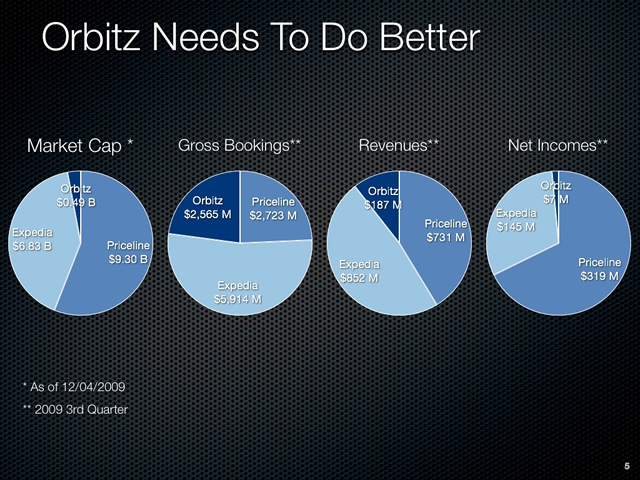 Orbitz Needs To Do Better
Market Cap *
Orbitz
$0.49 B
Expedia
$6.83 B
Priceline
$9.30 B
Gross Bookings**
Orbitz
$2,565 M
Priceline
$2,723 M
Expedia
$5,914 M
Revenues**
Orbitz
$187 M
Priceline
$731 M
Expedia
$852 M
Net Incomes**
Orbitz
$7 M
Expedia
$145 M
Priceline
$319 M
* As of 12/04/2009
** 2009 3rd Quarter
5